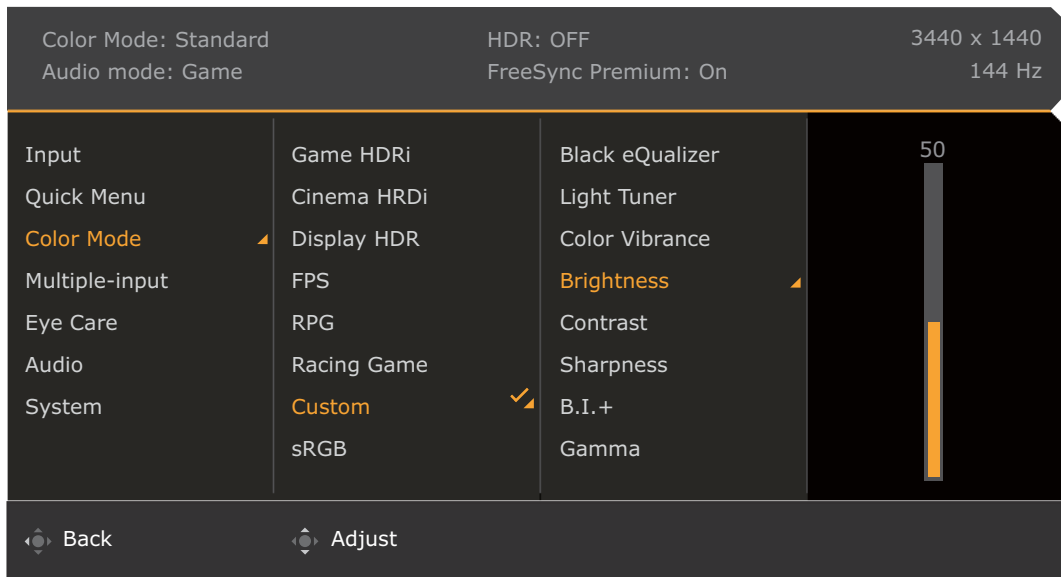 Color Mode: Standard
HDR: OFF
3440 x 1440
Audio mode: Game
FreeSync Premium: On
144 Hz
Input
Quick Menu
Color Mode
Multiple-input
Eye Care
Audio
System
Game HDRi
Cinema HRDi
Display HDR
FPS
RPG
Racing Game
Custom
sRGB
Black eQualizer
Light Tuner
Color Vibrance
Brightness
Contrast
Sharpness
B.I.+
Gamma
50
Back
Adjust